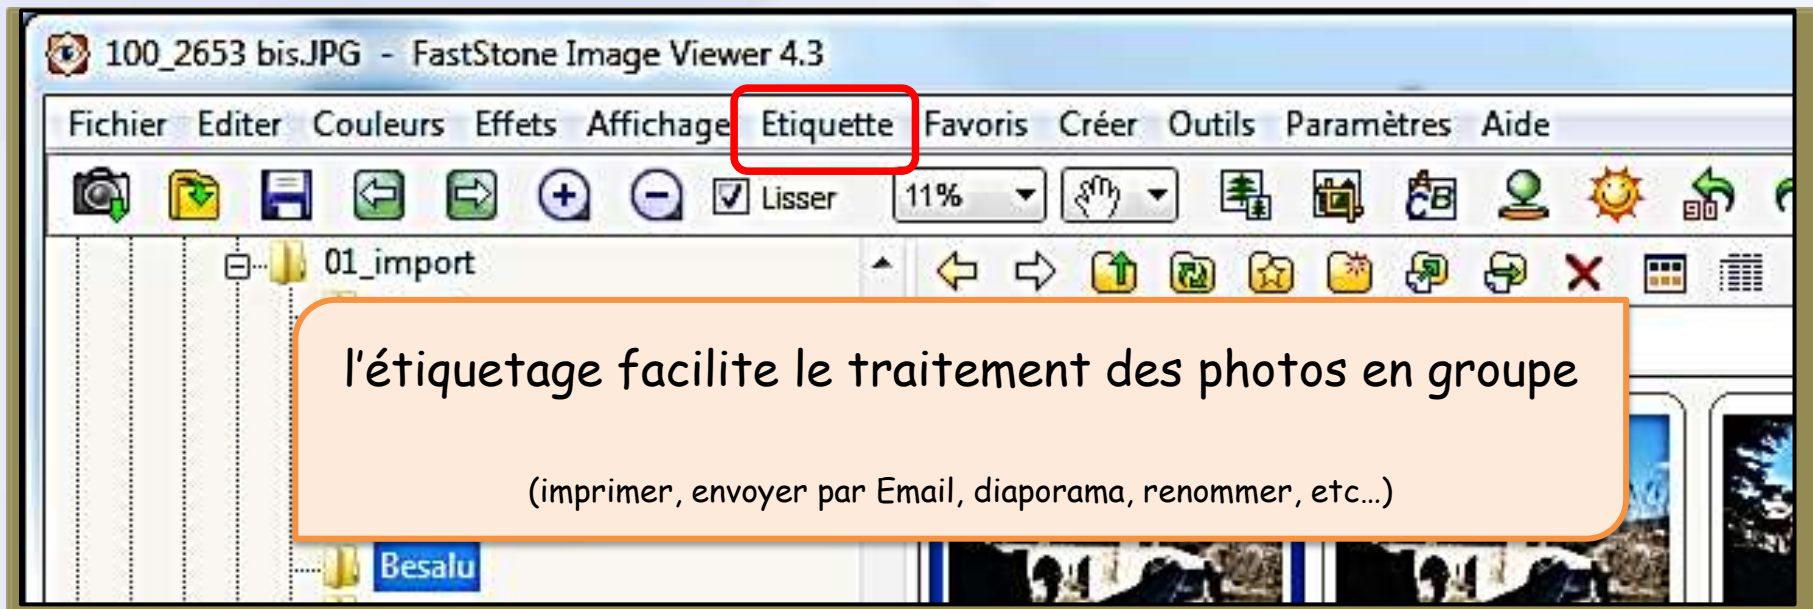 100_2653 bis.JPG - FastStone Image Viewer 4.3
Fichier Editer Couleurs Effets Affichage Etiquette Favoris Créer Outils Paramètres Aide
Lisser 11%
01_import
l'étiquetage facilite le traitement des photos en groupe
(imprimer, envoyer par Email, diaporama, renommer, etc…)
Besalu